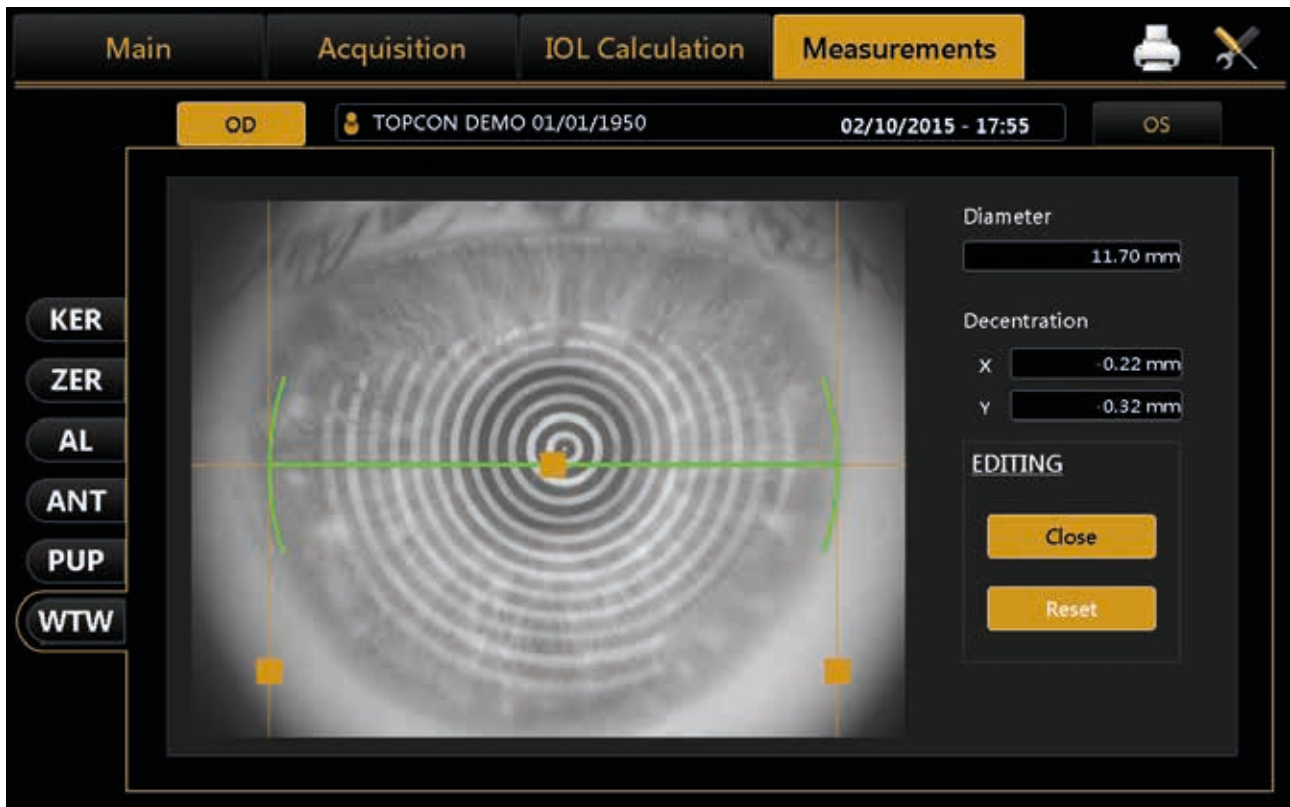 Main Acquisition IOL Calculation Measurements
OD TOPCON DEMO 01/01/1950 02/10/2015 - 17:55 OS
Diameter
11.70 mm
Decentration
X -0.22 mm
Y -0.32 mm
EDITING
Close
Reset
KER
ZER
AL
ANT
PUP
WTW